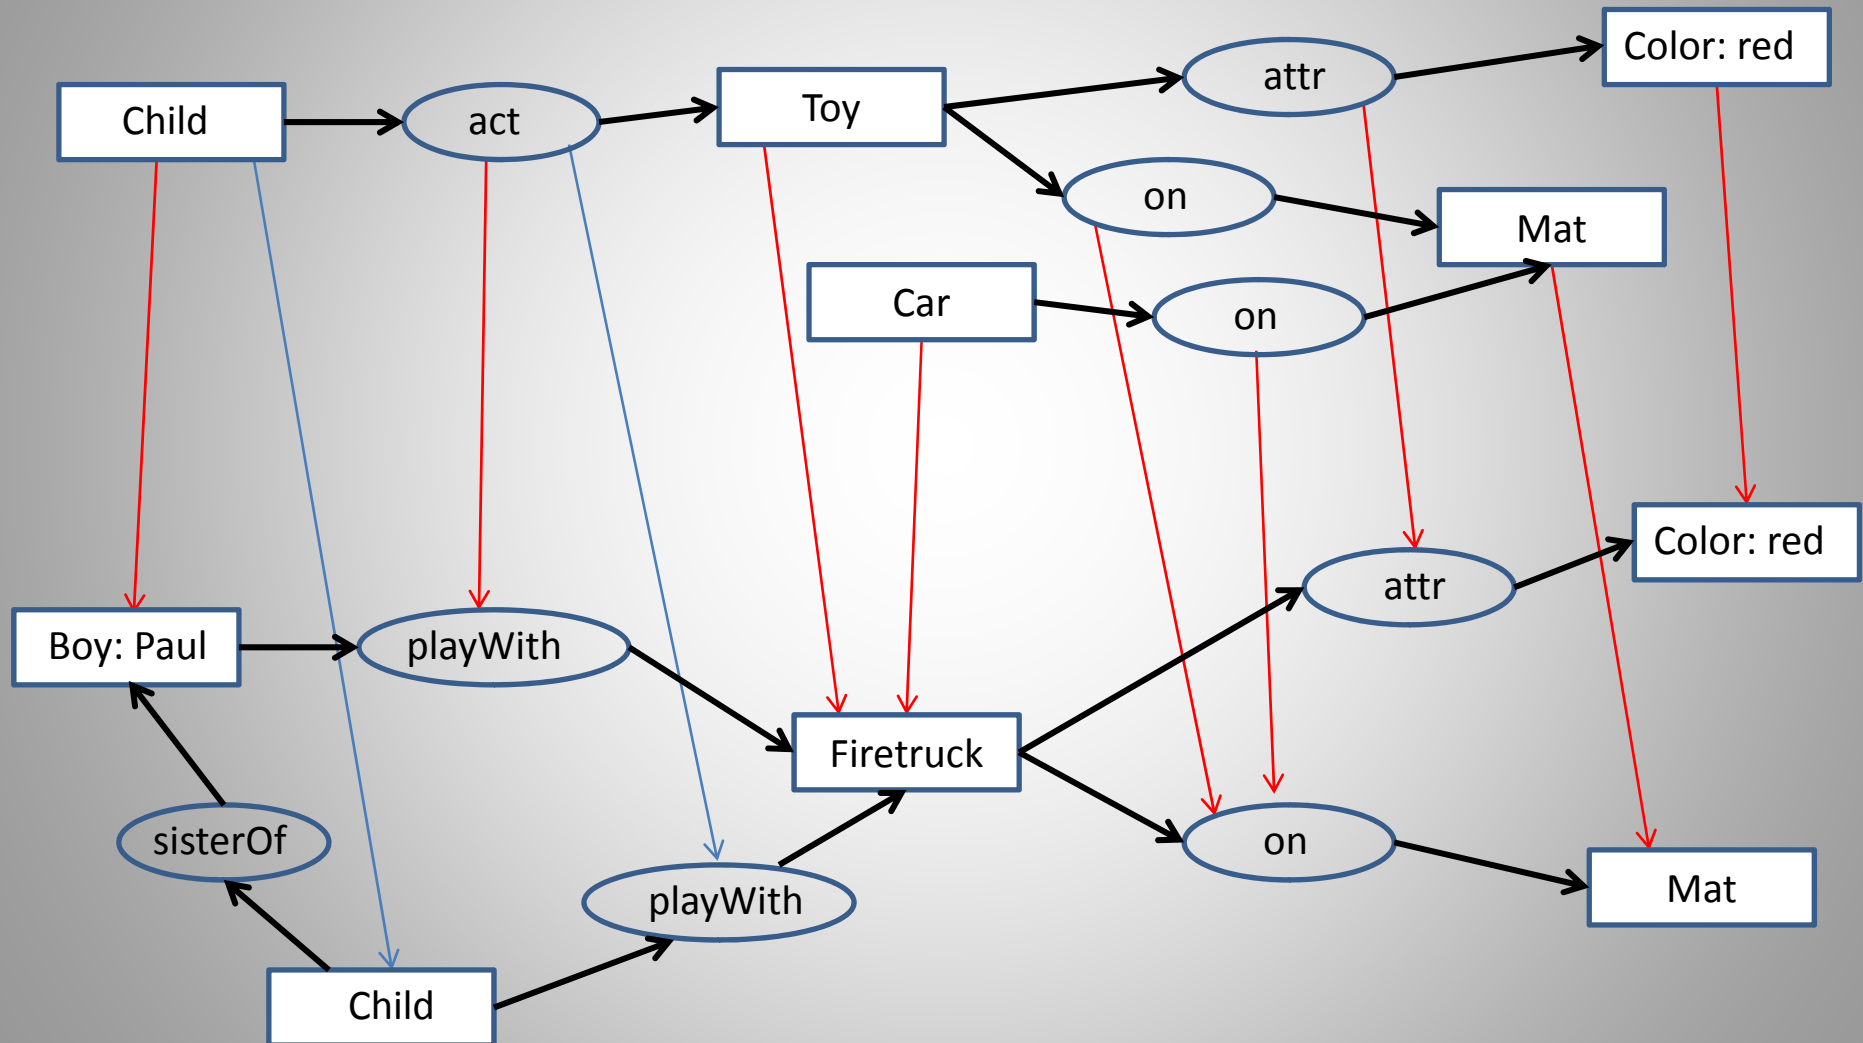 Child
act
Toy
attr
Color: red
on
Mat
Car
on
Color: red
attr
Boy: Paul
playWith
Firetruck
sisterOf
on
playWith
Mat
Child